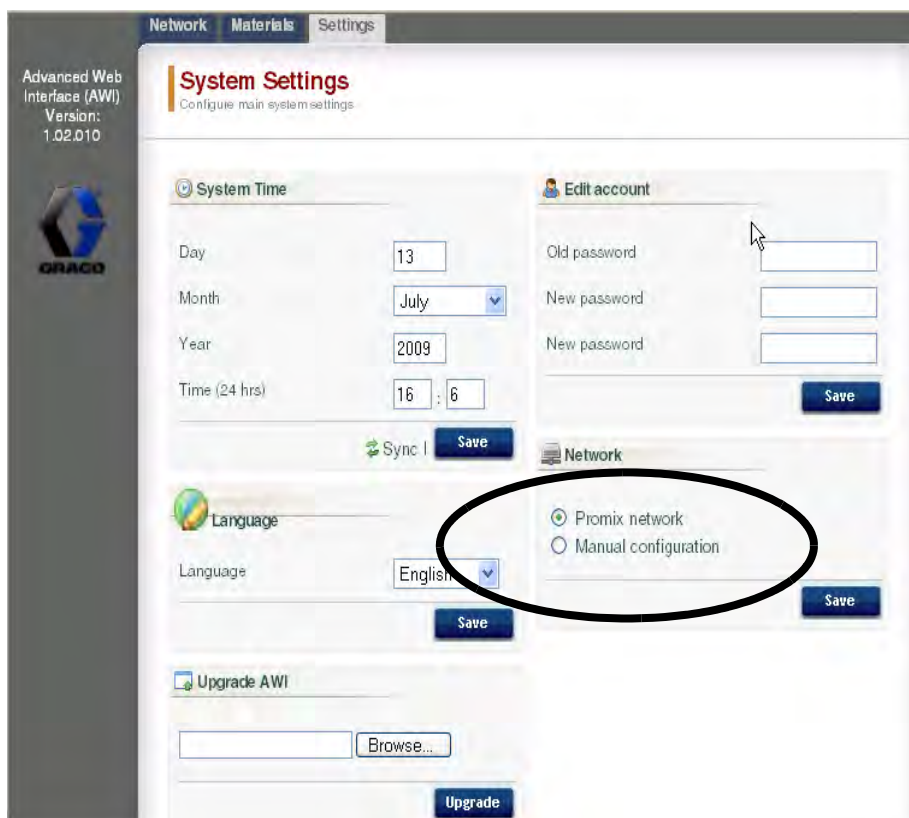 Network Materials Settings
Advanced Web
Interface (AWI)
Version:
1.02.010
GRACO
System Settings
Configure main system settings
System Time
Day 13
Month July
Year 2009
Time (24 hrs) 16 : 6
Sync | Save
Language
Language English
Save
Upgrade AWI
Browse...
Upgrade
Edit account
Old password
New password
New password
Save
Network
Promix network
Manual configuration
Save